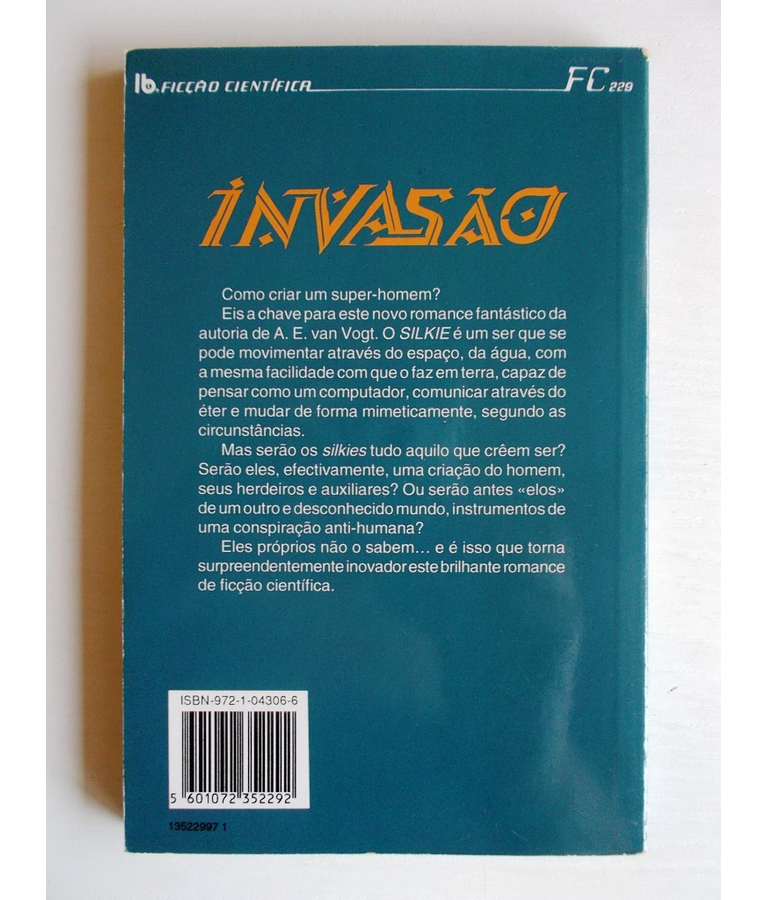 lb. FICÇÃO CIENTÍFICA FC 229
INVASÃO
Como criar um super-homem?
Eis a chave para este novo romance fantástico da
autoria de A. E. van Vogt. O SILKIE é um ser que se
pode movimentar através do espaço, da água, com
a mesma facilidade com que o faz em terra, capaz de
pensar como um computador, comunicar através do
éter e mudar de forma mimeticamente, segundo as
circunstâncias.
Mas serão os silkies tudo aquilo que crêem ser?
Serão eles, efectivamente, uma criação do homem,
seus herdeiros e auxiliares? Ou serão antes «elos»
de um outro e desconhecido mundo, instrumentos de
uma conspiração anti-humana?
Eles próprios não o sabem... e é isso que torna
surpreendentemente inovador este brilhante romance
de ficção científica.
ISBN-972-1-04306-6
5 601072 352292
13522997 1